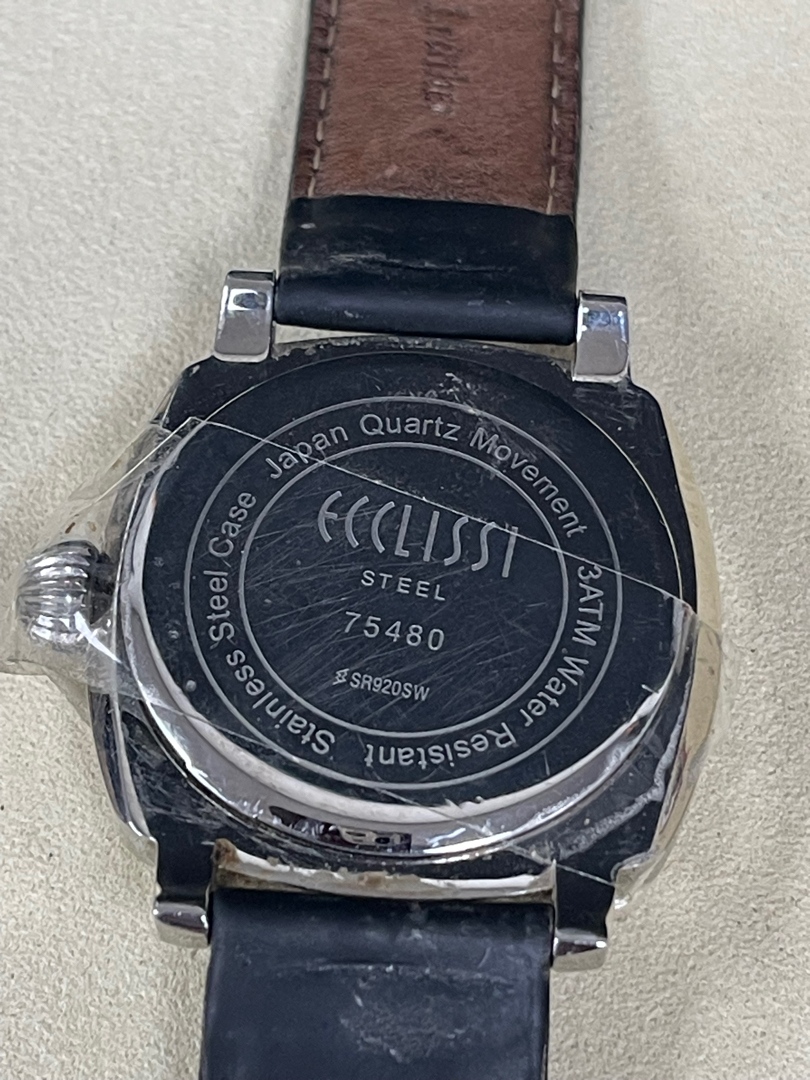 Japan Quartz Movement
3ATM Water Resistant
Stainless Steel Case
ECCLISSI
STEEL
75480
SR920SW